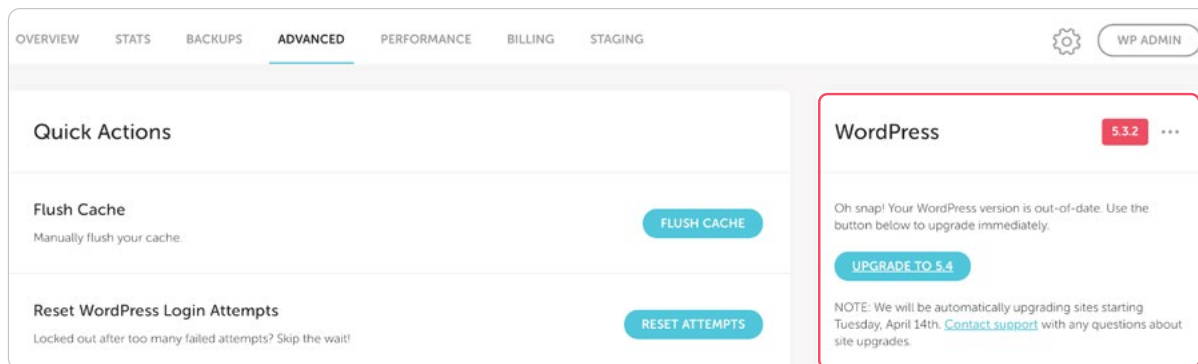 OVERVIEW STATS BACKUPS ADVANCED PERFORMANCE BILLING STAGING WP ADMIN
Quick Actions
Flush Cache
Manually flush your cache.
FLUSH CACHE
Reset WordPress Login Attempts
Locked out after too many failed attempts? Skip the wait!
RESET ATTEMPTS
WordPress 5.3.2
Oh snap! Your WordPress version is out-of-date. Use the
button below to upgrade immediately.
UPGRADE TO 5.4
NOTE: We will be automatically upgrading sites starting
Tuesday, April 14th. Contact support with any questions about
site upgrades.